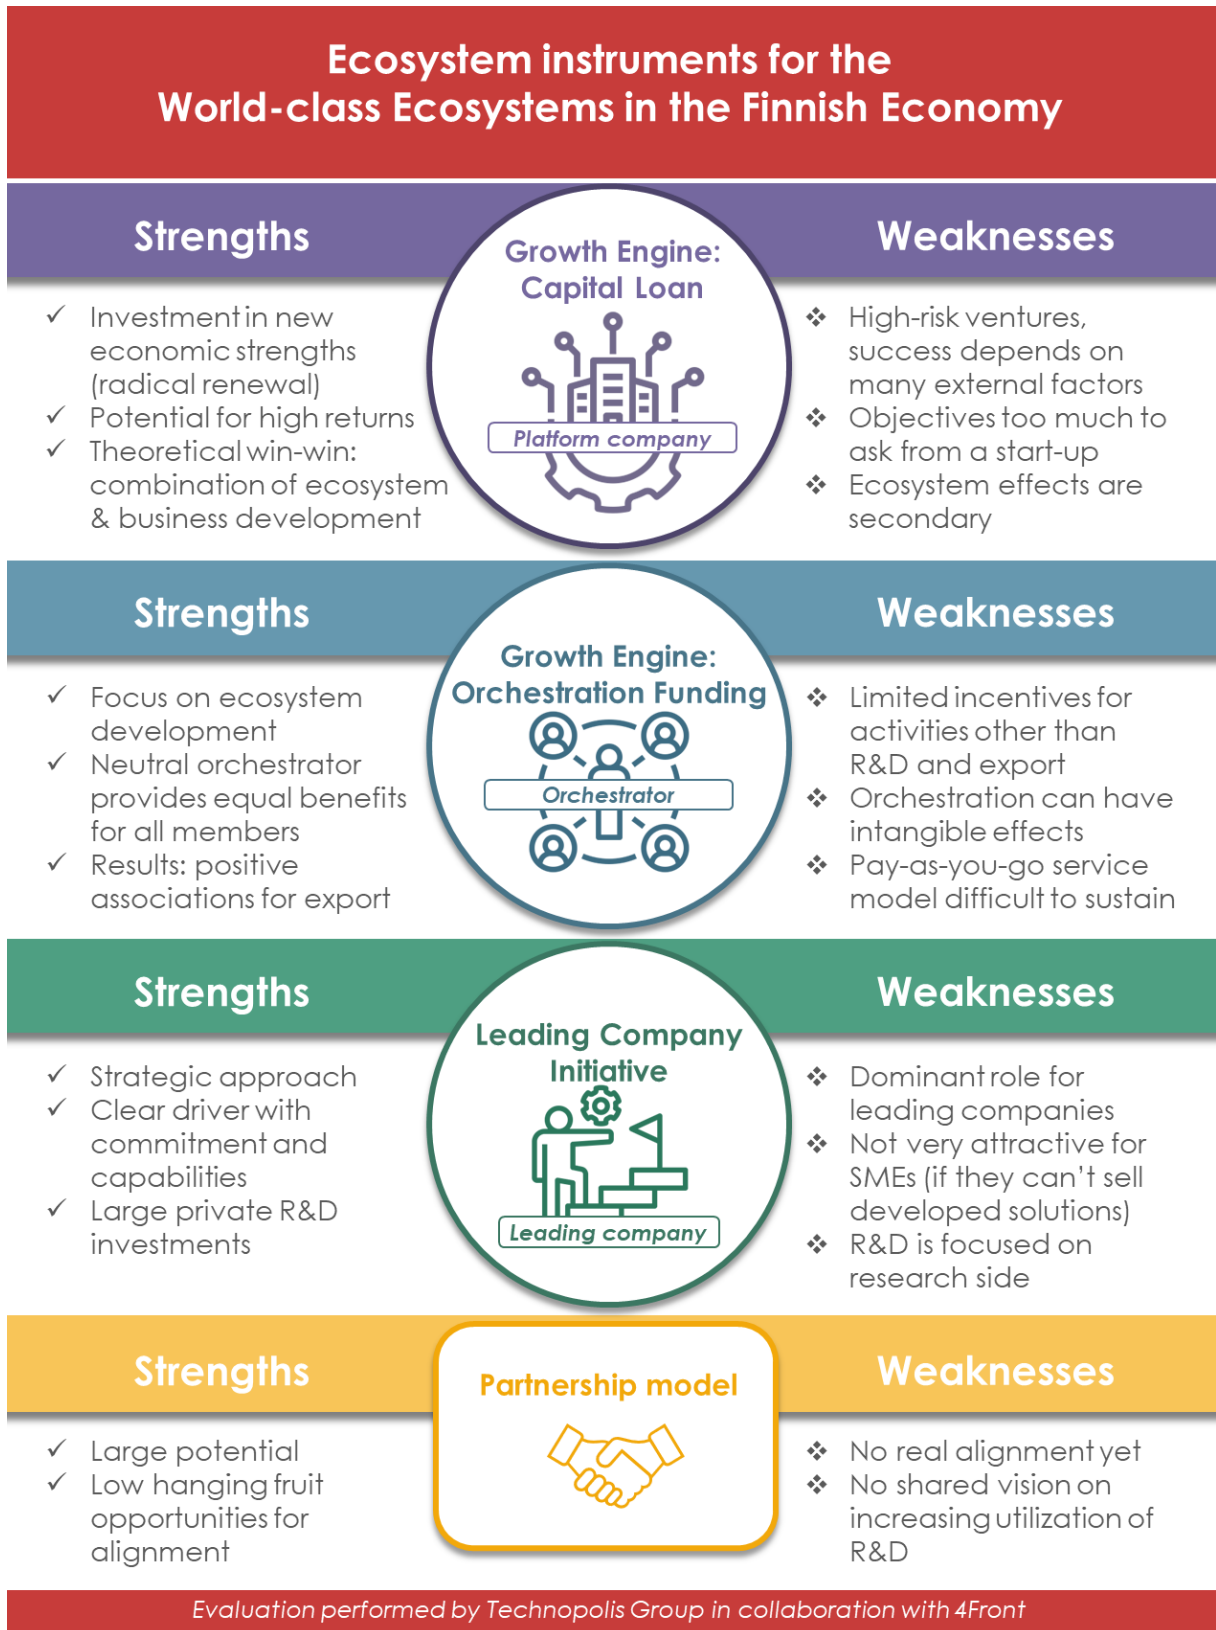 Ecosystem instruments for the
World-class Ecosystems in the Finnish Economy
Strengths
Growth Engine:
Capital Loan
Platform company
Weaknesses
Investment in new
economic strengths
(radical renewal)
Potential for high returns
Theoretical win-win:
combination of ecosystem
& business development
High-risk ventures,
success depends on
many external factors
Objectives too much to
ask from a start-up
Ecosystem effects are
secondary
Strengths
Growth Engine:
Orchestration Funding
Orchestrator
Weaknesses
Focus on ecosystem
development
Neutral orchestrator
provides equal benefits
for all members
Results: positive
associations for export
Limited incentives for
activities other than
R&D and export
Orchestration can have
intangible effects
Pay-as-you-go service
model difficult to sustain
Strengths
Leading Company
Initiative
Leading company
Weaknesses
Strategic approach
Clear driver with
commitment and
capabilities
Large private R&D
investments
Dominant role for
leading companies
Not very attractive for
SMEs (if they can't sell
developed solutions)
R&D is focused on
research side
Strengths
Partnership model
Weaknesses
Large potential
Low hanging fruit
opportunities for
alignment
No real alignment yet
No shared vision on
increasing utilization of
R&D
Evaluation performed by Technopolis Group in collaboration with 4Front